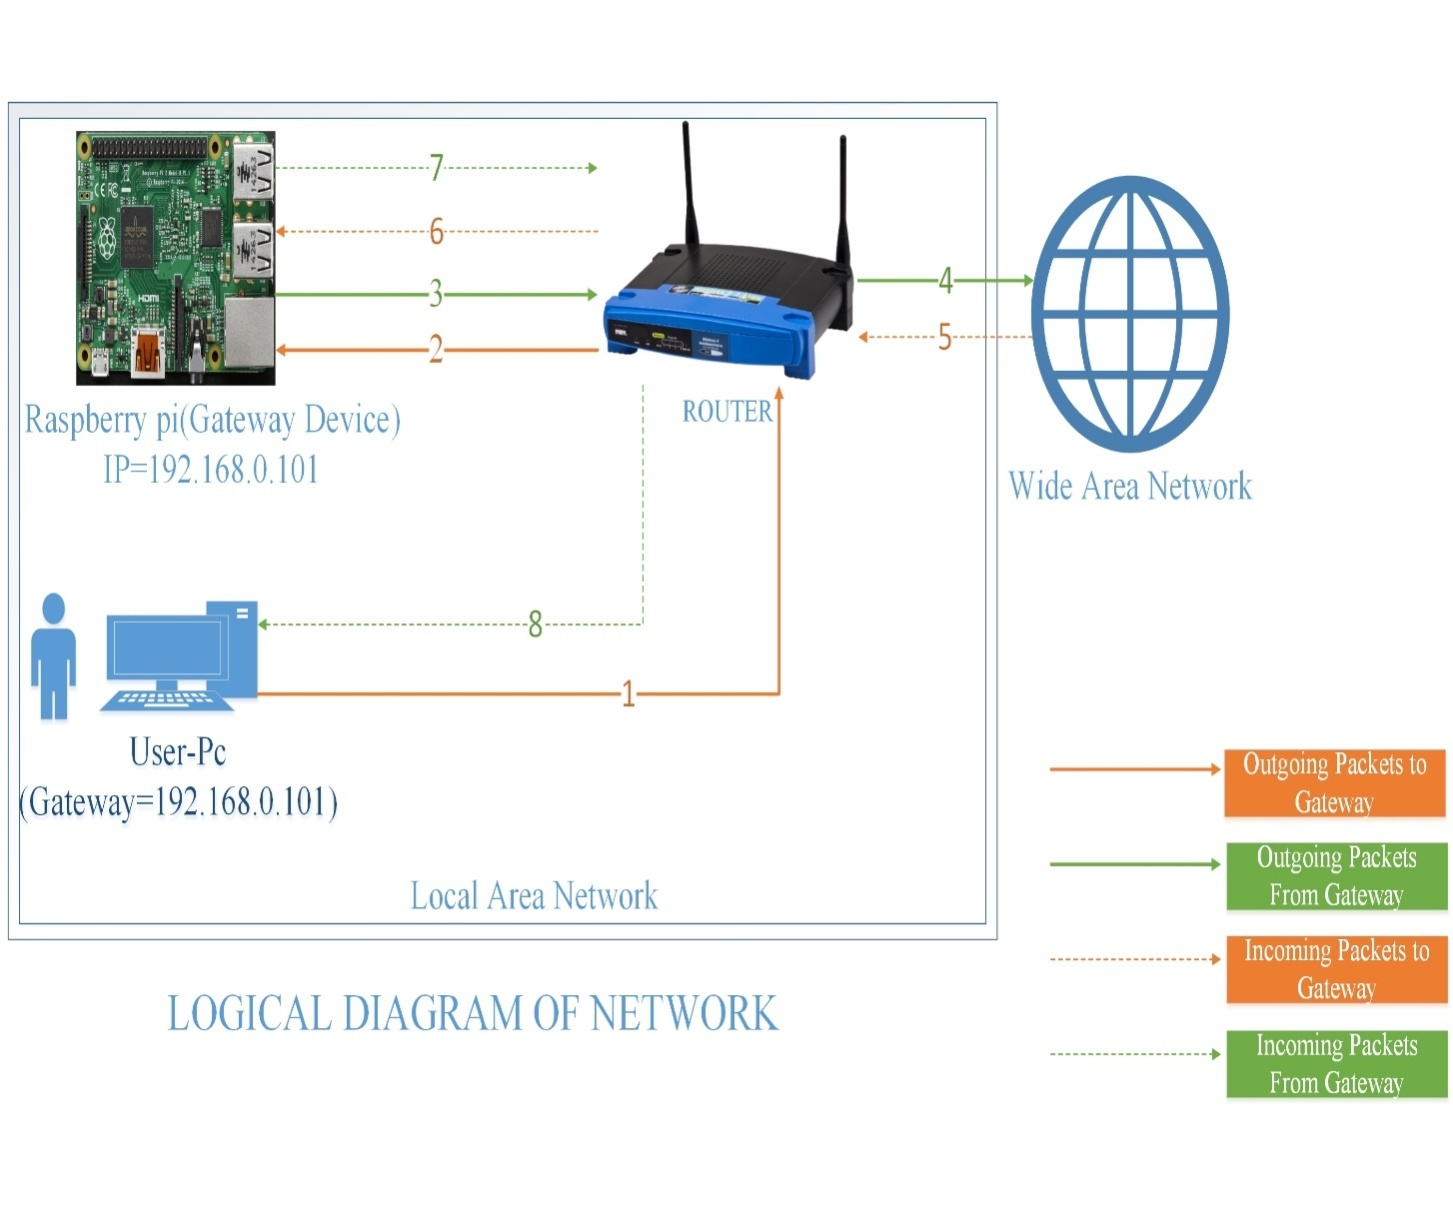 7
6
3
2
4
5
HDMI
Raspberry pi(Gateway Device)
IP=192.168.0.101
ROUTER
Wide Area Network
8
1
User-Pc
(Gateway=192.168.0.101)
Local Area Network
LOGICAL DIAGRAM OF NETWORK
Outgoing Packets to
Gateway
Outgoing Packets
From Gateway
Incoming Packets to
Gateway
Incoming Packets
From Gateway